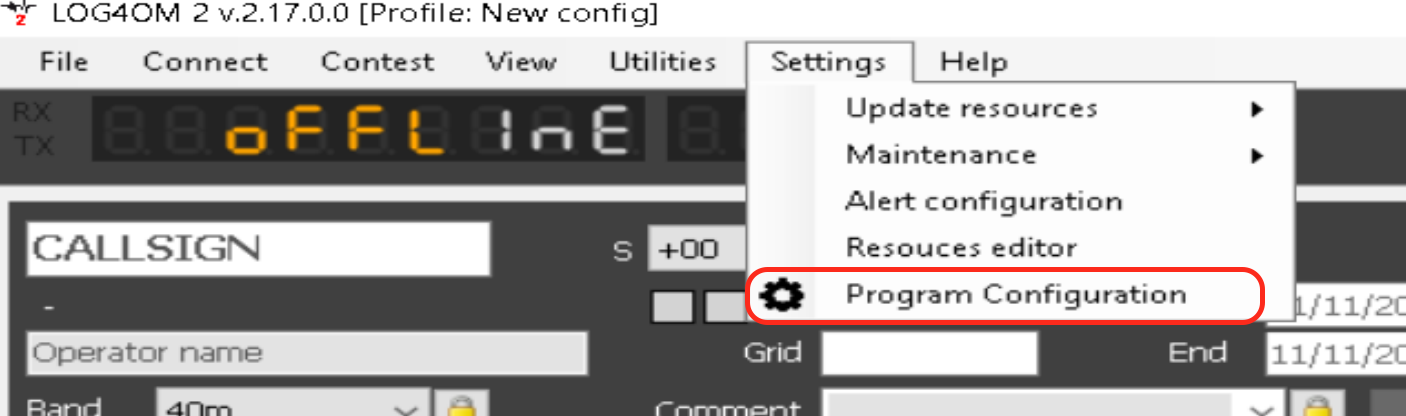 LOG4OM 2 v.2.17.0.0 [Profile: New config]
File Connect Contest View Utilities Settings Help
RX
TX
oFFLInE
Update resources
Maintenance
Alert configuration
Resouces editor
Program Configuration
CALLSIGN
S +00
-
1/11/20
Operator name
Grid
End 11/11/20
Band 40m
Comment